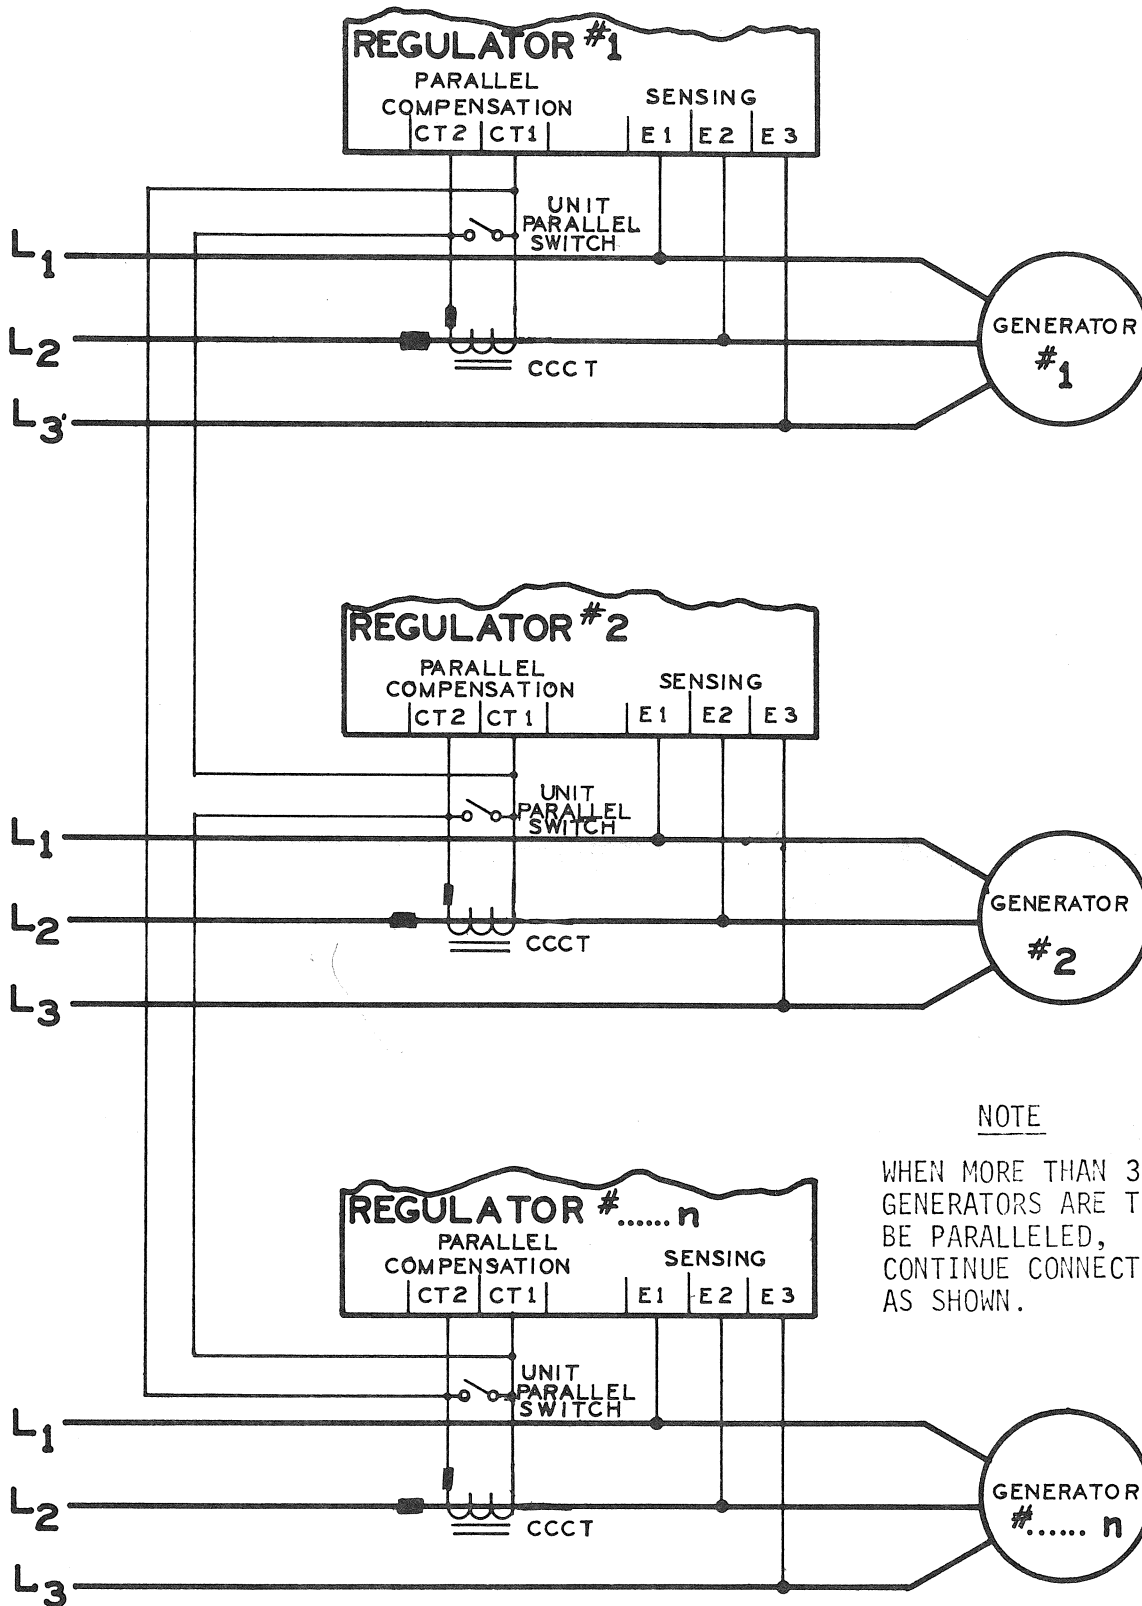 REGULATOR #1
PARALLEL
COMPENSATION
SENSING
CT2 CT1 E1 E2 E3
UNIT
PARALLEL
SWITCH
L1
L2
L3
CCCT
GENERATOR
#1
REGULATOR #2
PARALLEL
COMPENSATION
SENSING
CT2 CT1 E1 E2 E3
UNIT
PARALLEL
SWITCH
L1
L2
L3
CCCT
GENERATOR
#2
NOTE
WHEN MORE THAN 3
GENERATORS ARE T
BE PARALLELED,
CONTINUE CONNECT
AS SHOWN.
REGULATOR #......n
PARALLEL
COMPENSATION
SENSING
CT2 CT1 E1 E2 E3
UNIT
PARALLEL
SWITCH
L1
L2
L3
CCCT
GENERATOR
#...... n